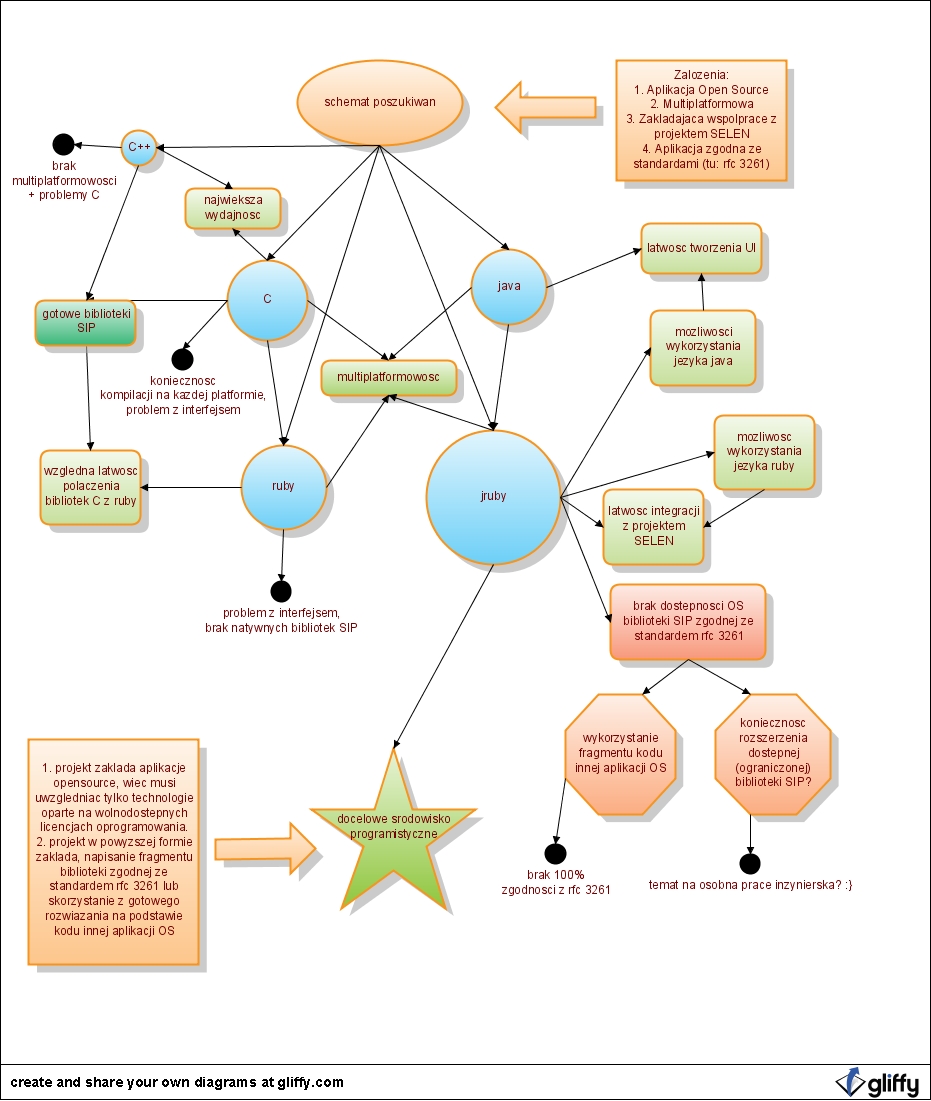 schemat poszukiwan
Zalozenia:
1. Aplikacja Open Source
2. Multiplatformowa
3. Zakladajaca wspolprace z
projektem SELEN
4. Aplikacja zgodna ze
standardami (tu: rfc 3261)
C++
brak
multiplatformowosci
+ problemy C
najwieksza
wydajnosc
latwosc tworzenia UI
C
java
gotowe biblioteki
SIP
mozliwosci
wykorzystania
jezyka java
koniecznosc
kompilacji na kazdej platformie,
problem z interfejsem
multiplatformowosc
mozliwosc
wykorzystania
jezyka ruby
wzgledna latwosc
polaczenia
bibliotek C z ruby
ruby
jruby
latwosc integracji
z projektem
SELEN
problem z interfejsem,
brak natywnych bibliotek SIP
brak dostepnosci OS
biblioteki SIP zgodnej ze
standardem rfc 3261
wykorzystanie
fragmentu kodu
innej aplikacji OS
koniecznosc
rozszerzenia
dostepnej
(ograniczonej)
biblioteki SIP?
1. projekt zaklada aplikacje
opensource, wiec musi
uwzgledniac tylko technologie
oparte na wolnodostepnych
licencjach oprogramowania.
2. projekt w powyzszej formie
zaklada, napisanie fragmentu
biblioteki zgodnej ze
standardem rfc 3261 lub
skorzystanie z gotowego
rozwiazania na podstawie
kodu innej aplikacji OS
docelowe srodowisko
programistyczne
brak 100%
zgodnosci z rfc 3261
temat na osobna prace inzynierska? :}
create and share your own diagrams at gliffy.com
gliffy